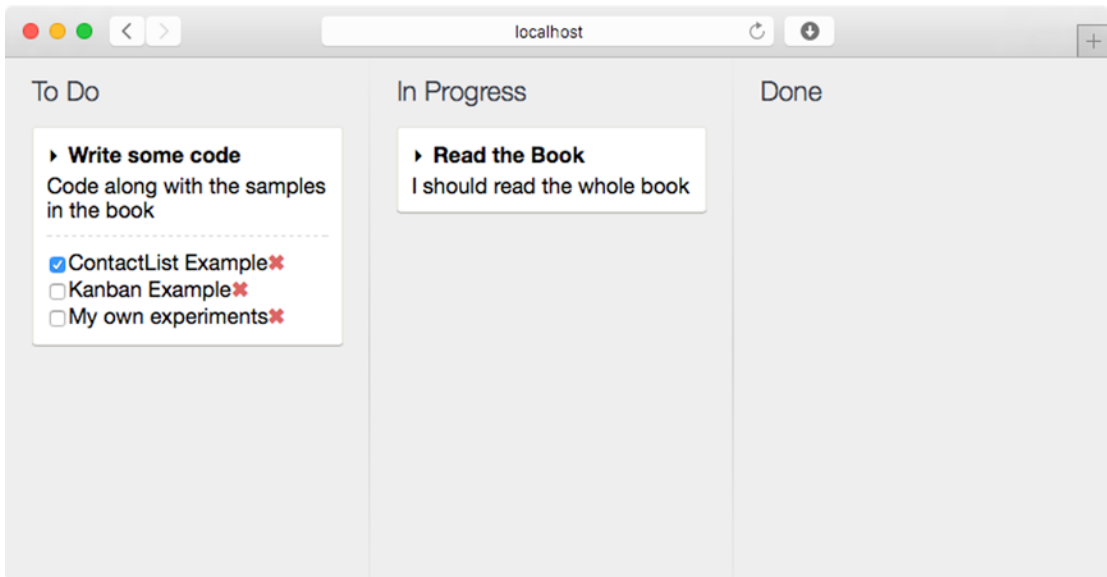 localhost
To Do
Write some code
Code along with the samples
in the book
ContactList Example
Kanban Example
My own experiments
In Progress
Read the Book
I should read the whole book
Done